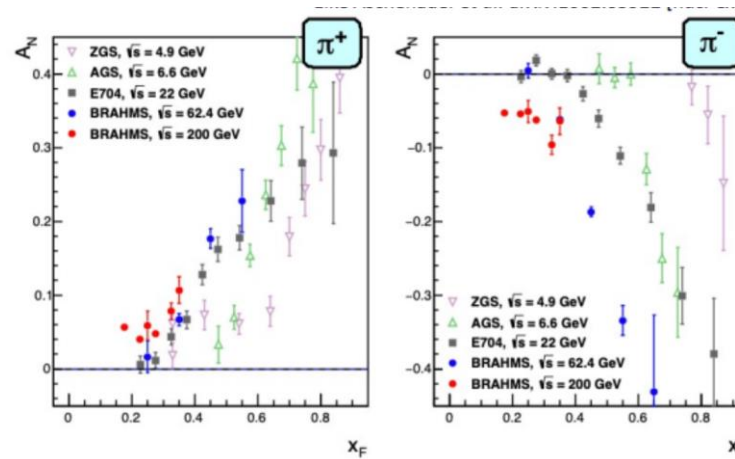 π+
A_N
ZGS, √s = 4.9 GeV
AGS, √s = 6.6 GeV
E704, √s = 22 GeV
BRAHMS, √s = 62.4 GeV
BRAHMS, √s = 200 GeV
0.4
0.3
0.2
0.1
0
0 0.2 0.4 0.6 0.8
x_F
π-
A_N
0
−0.1
−0.2
−0.3
−0.4
ZGS, √s = 4.9 GeV
AGS, √s = 6.6 GeV
E704, √s = 22 GeV
BRAHMS, √s = 62.4 GeV
BRAHMS, √s = 200 GeV
0 0.2 0.4 0.6 0.8
x